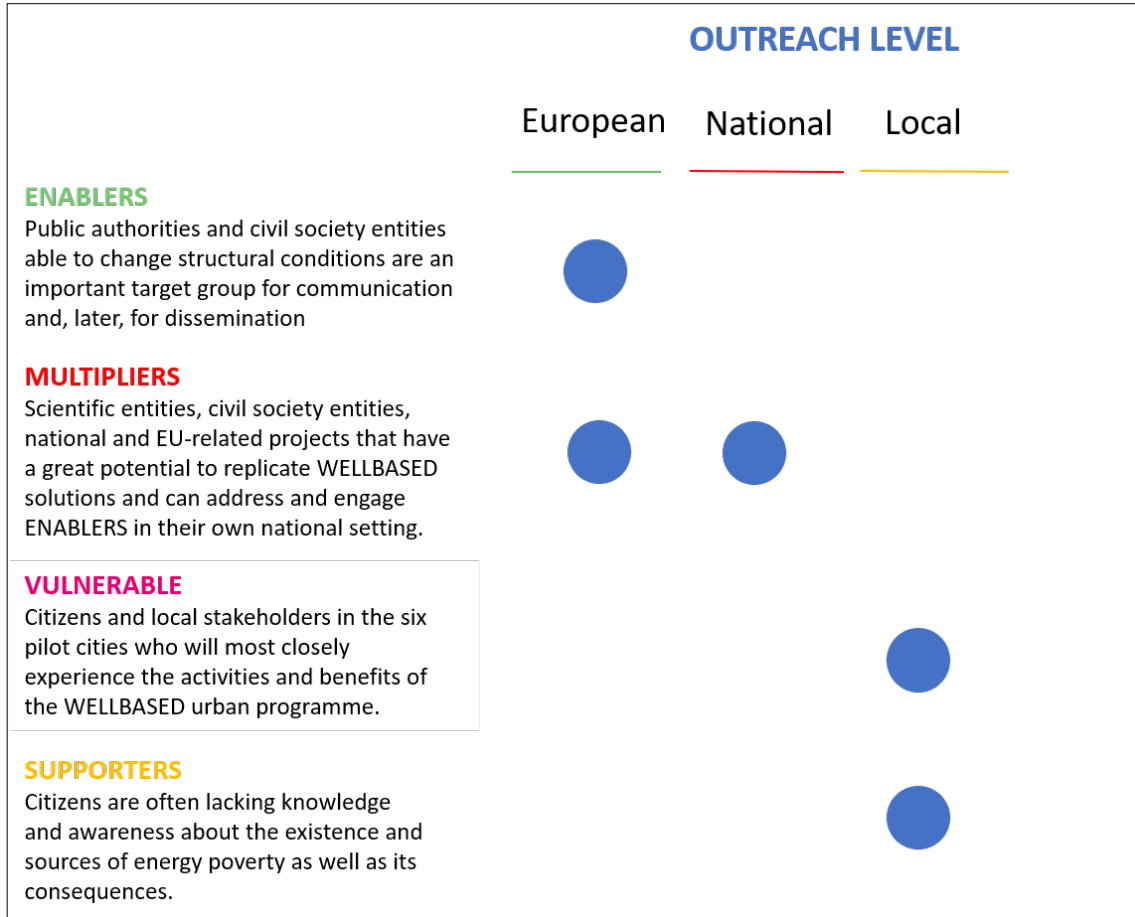 OUTREACH LEVEL
European National Local
ENABLERS
Public authorities and civil society entities
able to change structural conditions are an
important target group for communication
and, later, for dissemination
MULTIPLIERS
Scientific entities, civil society entities,
national and EU-related projects that have
a great potential to replicate WELLBASED
solutions and can address and engage
ENABLERS in their own national setting.
VULNERABLE
Citizens and local stakeholders in the six
pilot cities who will most closely
experience the activities and benefits of
the WELLBASED urban programme.
SUPPORTERS
Citizens are often lacking knowledge
and awareness about the existence and
sources of energy poverty as well as its
consequences.